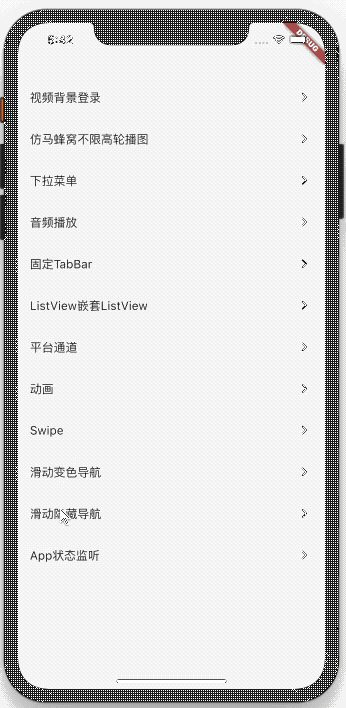 5:42
DEBUG
视频背景登录
仿马蜂窝不限高轮播图
下拉菜单
音频播放
固定TabBar
ListView嵌套ListView
平台通道
动画
Swipe
滑动变色导航
滑动隐藏导航
App状态监听